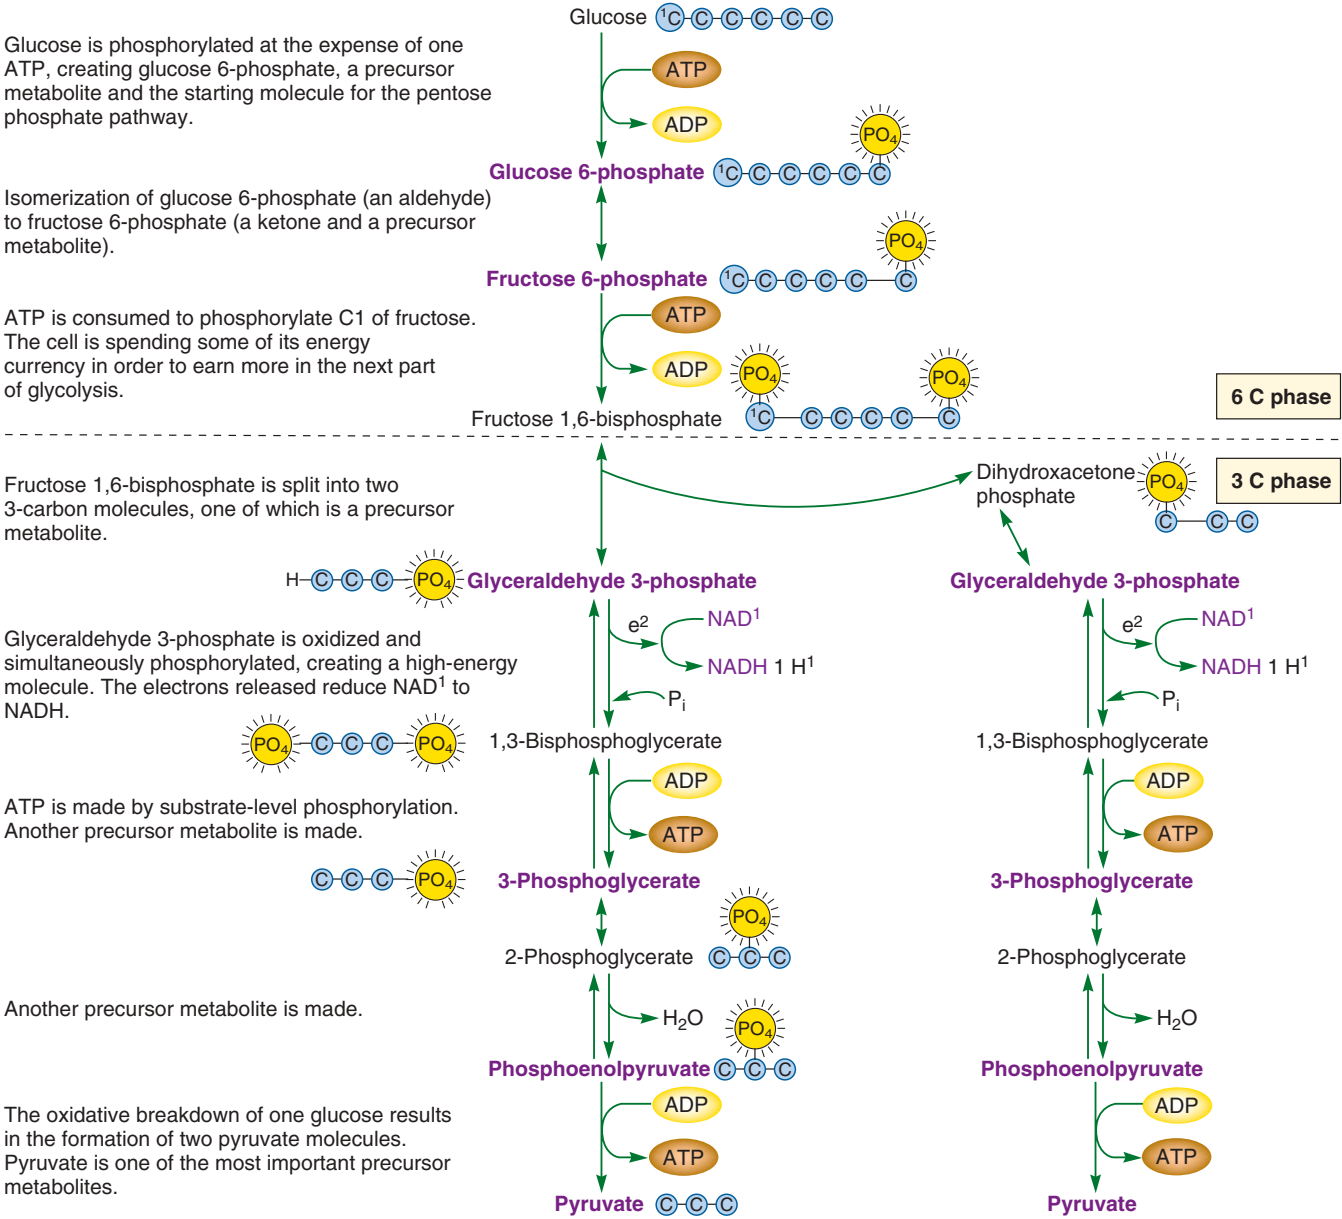 Glucose ¹C C C C C C
Glucose is phosphorylated at the expense of one
ATP, creating glucose 6-phosphate, a precursor
metabolite and the starting molecule for the pentose
phosphate pathway.
ATP
ADP
PO₄
Glucose 6-phosphate ¹C C C C C C
Isomerization of glucose 6-phosphate (an aldehyde)
to fructose 6-phosphate (a ketone and a precursor
metabolite).
PO₄
Fructose 6-phosphate ¹C C C C C C
ATP is consumed to phosphorylate C1 of fructose.
The cell is spending some of its energy
currency in order to earn more in the next part
of glycolysis.
ATP
ADP
PO₄ PO₄
Fructose 1,6-bisphosphate ¹C C C C C C
6 C phase
3 C phase
Fructose 1,6-bisphosphate is split into two
3-carbon molecules, one of which is a precursor
metabolite.
Dihydroxacetone
phosphate
PO₄
C C C
H C C C PO₄ Glyceraldehyde 3-phosphate
Glyceraldehyde 3-phosphate
Glyceraldehyde 3-phosphate is oxidized and
simultaneously phosphorylated, creating a high-energy
molecule. The electrons released reduce NAD¹ to
NADH.
e² NAD¹
NADH 1 H¹
Pᵢ
e² NAD¹
NADH 1 H¹
Pᵢ
PO₄ C C C PO₄ 1,3-Bisphosphoglycerate
1,3-Bisphosphoglycerate
ATP is made by substrate-level phosphorylation.
Another precursor metabolite is made.
ADP
ATP
ADP
ATP
C C C PO₄ 3-Phosphoglycerate
3-Phosphoglycerate
PO₄
2-Phosphoglycerate C C C
2-Phosphoglycerate
Another precursor metabolite is made.
H₂O
PO₄
H₂O
Phosphoenolpyruvate C C C
Phosphoenolpyruvate
The oxidative breakdown of one glucose results
in the formation of two pyruvate molecules.
Pyruvate is one of the most important precursor
metabolites.
ADP
ATP
ADP
ATP
Pyruvate C C C
Pyruvate